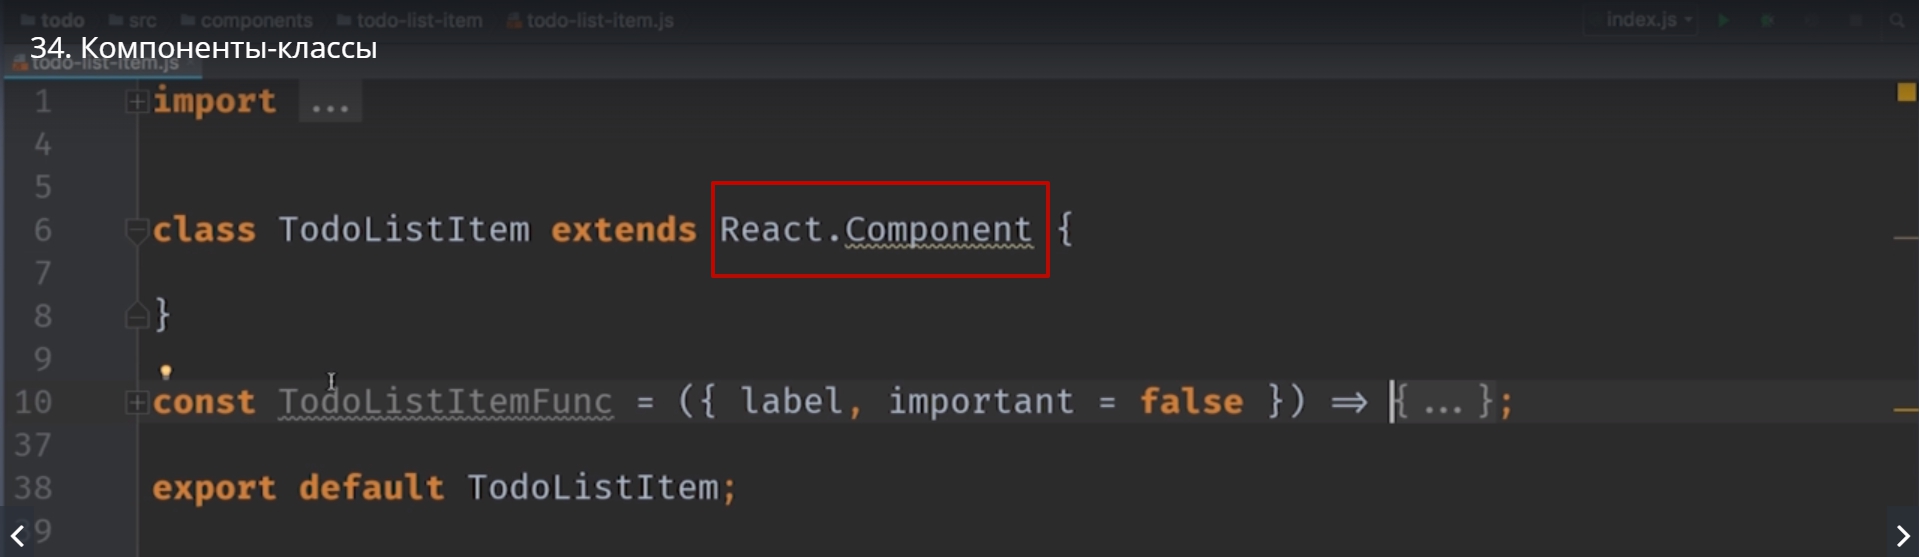 todo src components todo-list-item todo-list-item.js index.js
34. Компоненты-классы
todo-list-item.js
1 import ...
4
5
6 class TodoListItem extends React.Component {
7
8 }
9
10 const TodoListItemFunc = ({ label, important = false }) ⇒ { ... };
37
38 export default TodoListItem;
39